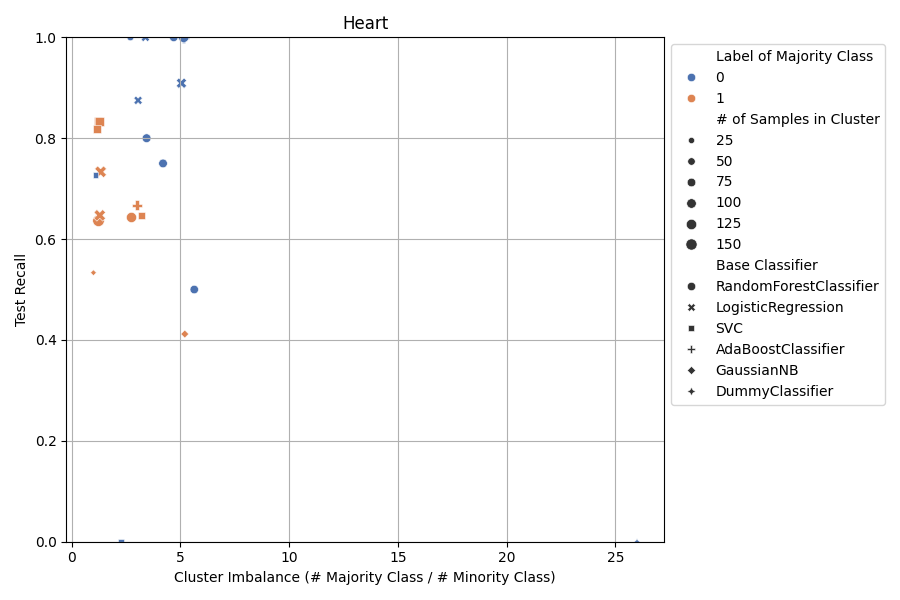 Heart
1.0
0.8
0.6
0.4
0.2
0.0
Test Recall
0 5 10 15 20 25
Cluster Imbalance (# Majority Class / # Minority Class)
Label of Majority Class
0
1
# of Samples in Cluster
25
50
75
100
125
150
Base Classifier
RandomForestClassifier
LogisticRegression
SVC
AdaBoostClassifier
GaussianNB
DummyClassifier